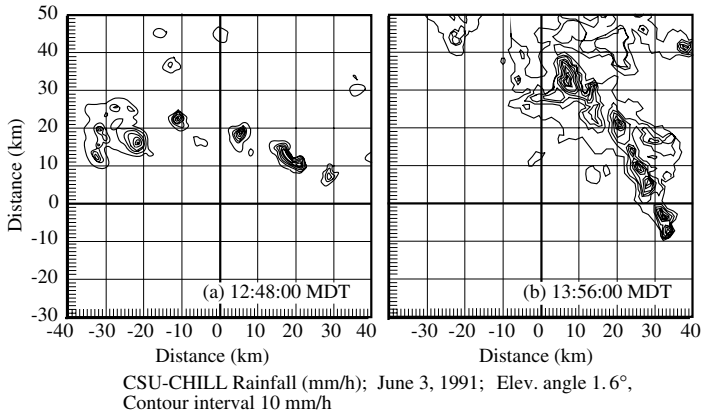 50
40
30
20
10
0
-10
-20
-30
Distance (km)
(a) 12:48:00 MDT
(b) 13:56:00 MDT
-40 -30 -20 -10 0 10 20 30 40 -30 -20 -10 0 10 20 30 40
Distance (km) Distance (km)
CSU-CHILL Rainfall (mm/h); June 3, 1991; Elev. angle 1.6°,
Contour interval 10 mm/h